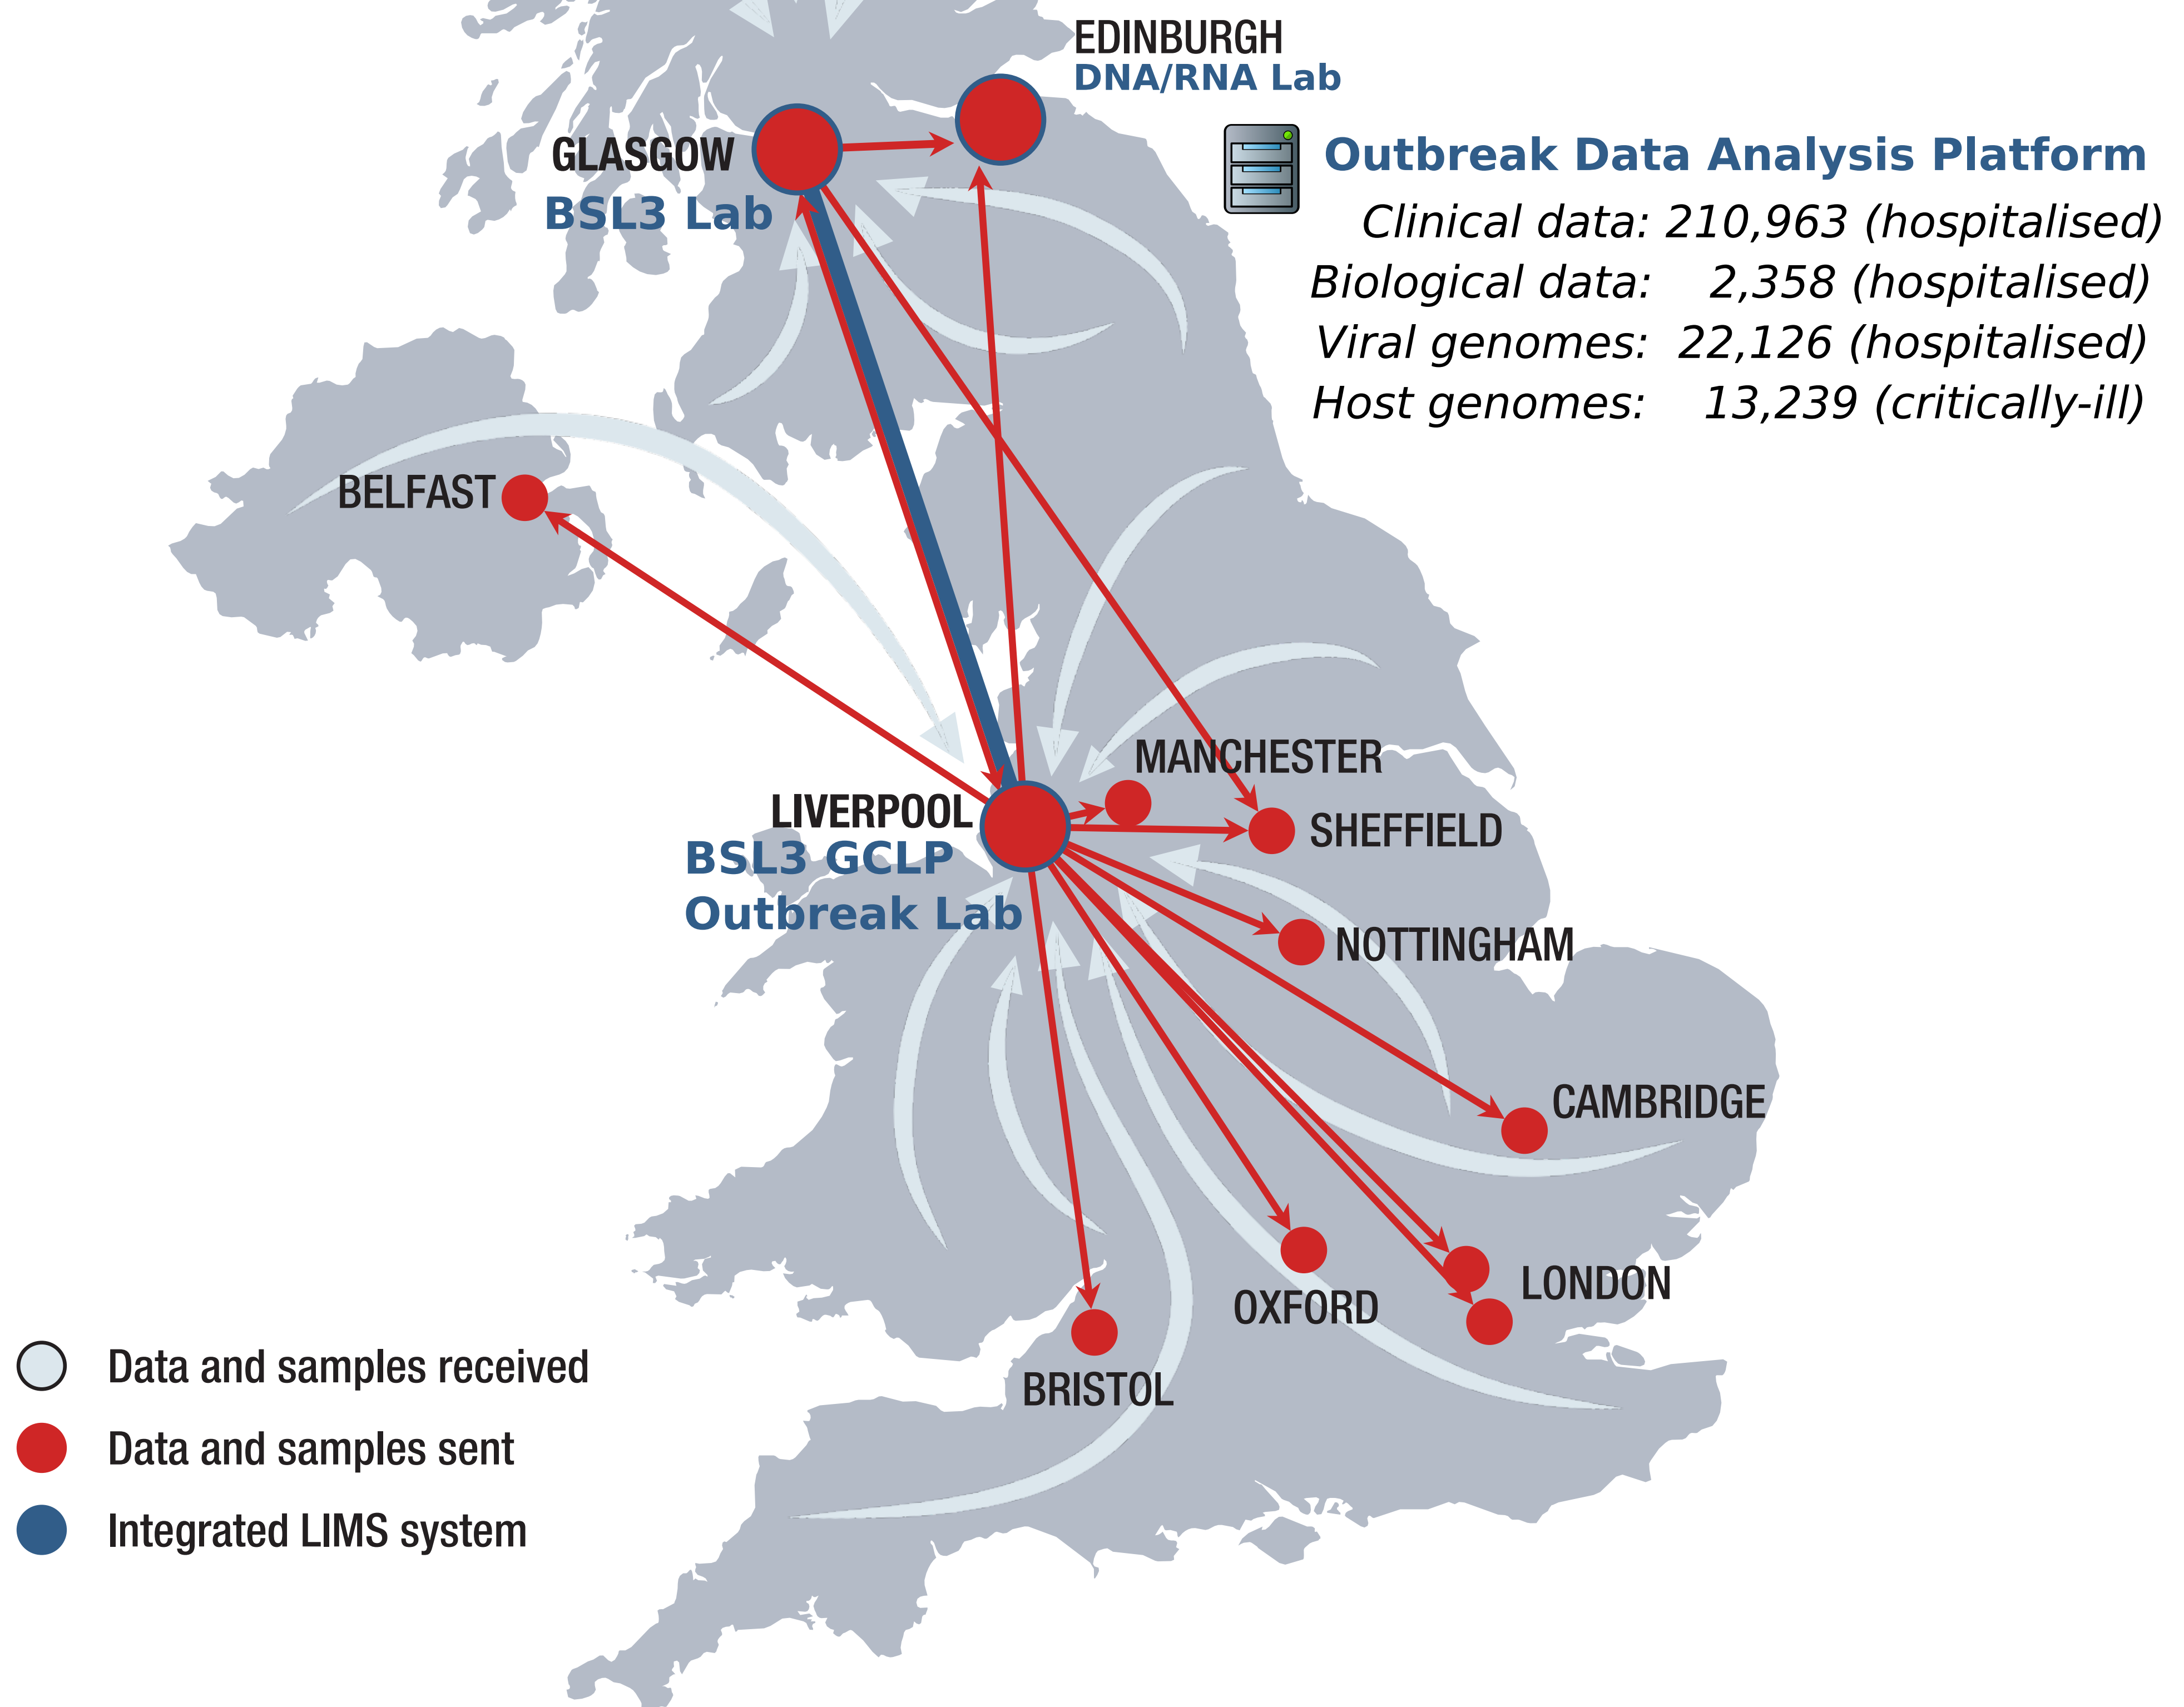 EDINBURGH
DNA/RNA Lab
GLASGOW
BSL3 Lab
Outbreak Data Analysis Platform
Clinical data: 210,963 (hospitalised)
Biological data: 2,358 (hospitalised)
Viral genomes: 22,126 (hospitalised)
Host genomes: 13,239 (critically-ill)
BELFAST
MANCHESTER
LIVERPOOL
BSL3 GCLP
Outbreak Lab
SHEFFIELD
NOTTINGHAM
CAMBRIDGE
LONDON
OXFORD
BRISTOL
Data and samples received
Data and samples sent
Integrated LIMS system